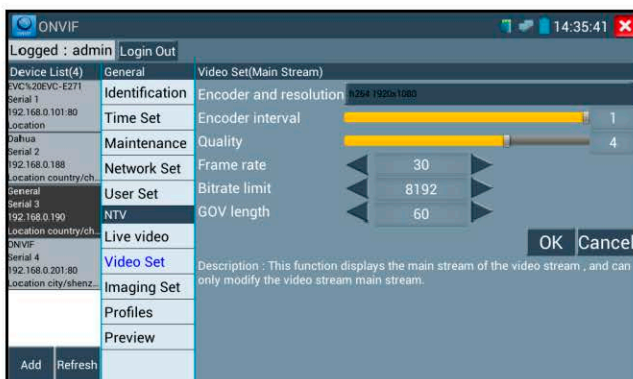 ONVIF
14:35:41
Logged : admin
Login Out
Device List(4)
EVC%20EVC-E271
Serial 1
192.168.0.101:80
Location
Dahua
Serial 2
192.168.0.188
Location country/ch..
General
Serial 3
192.168.0.190
Location country/ch..
ONVIF
Serial 4
192.168.0.201:80
Location city/shenz...
Add
Refresh
General
Identification
Time Set
Maintenance
Network Set
User Set
NTV
Live video
Video Set
Imaging Set
Profiles
Preview
Video Set(Main Stream)
Encoder and resolution h264 1920x1080
Encoder interval 1
Quality 4
Frame rate 30
Bitrate limit 8192
GOV length 60
OK
Cancel
Description : This function displays the main stream of the video stream , and can
only modify the video stream main stream.